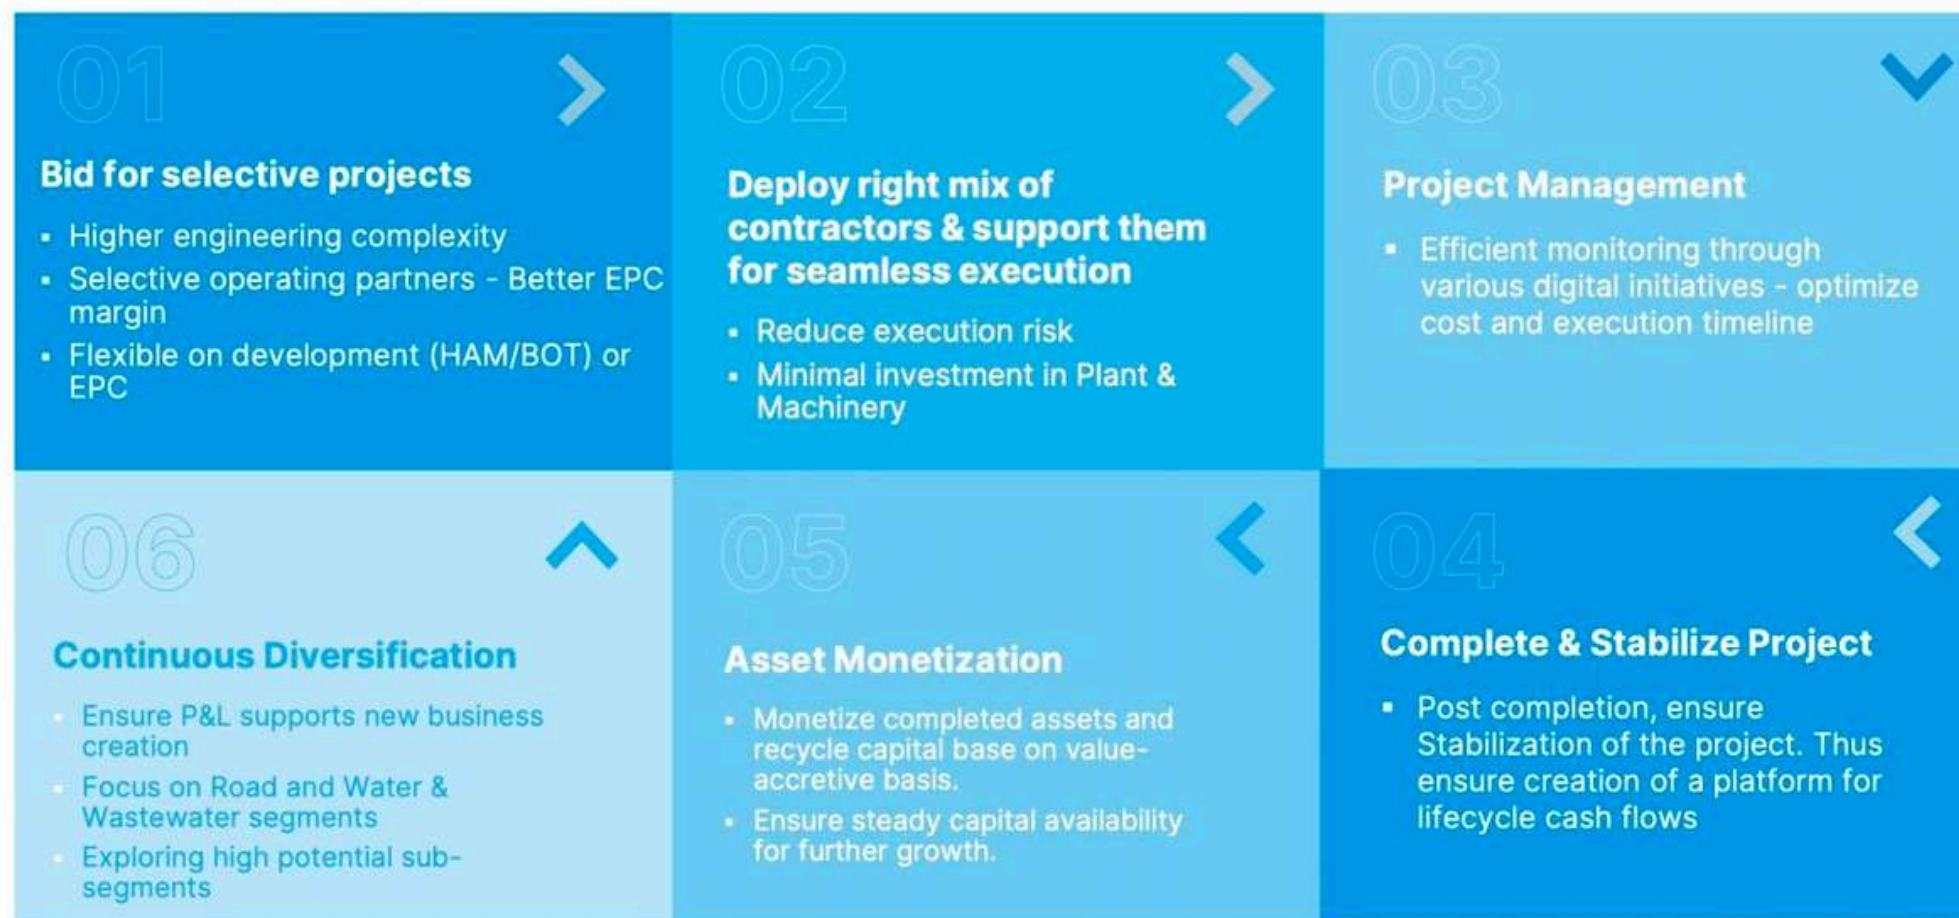 01
Bid for selective projects
▪ Higher engineering complexity
▪ Selective operating partners - Better EPC
margin
▪ Flexible on development (HAM/BOT) or
EPC
02
Deploy right mix of
contractors & support them
for seamless execution
▪ Reduce execution risk
▪ Minimal investment in Plant &
Machinery
03
Project Management
▪ Efficient monitoring through
various digital initiatives - optimize
cost and execution timeline
04
Complete & Stabilize Project
▪ Post completion, ensure
Stabilization of the project. Thus
ensure creation of a platform for
lifecycle cash flows
05
Asset Monetization
▪ Monetize completed assets and
recycle capital base on value-
accretive basis.
▪ Ensure steady capital availability
for further growth.
06
Continuous Diversification
▪ Ensure P&L supports new business
creation
▪ Focus on Road and Water &
Wastewater segments
▪ Exploring high potential sub-
segments